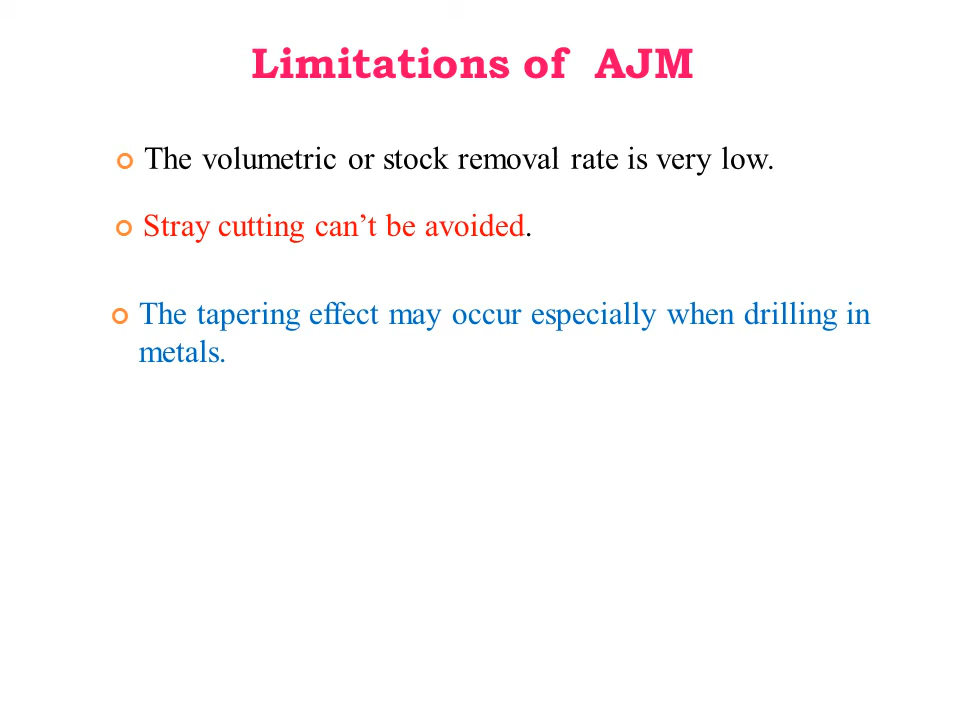 Limitations of AJM
The volumetric or stock removal rate is very low.
Stray cutting can’t be avoided.
The tapering effect may occur especially when drilling in
metals.